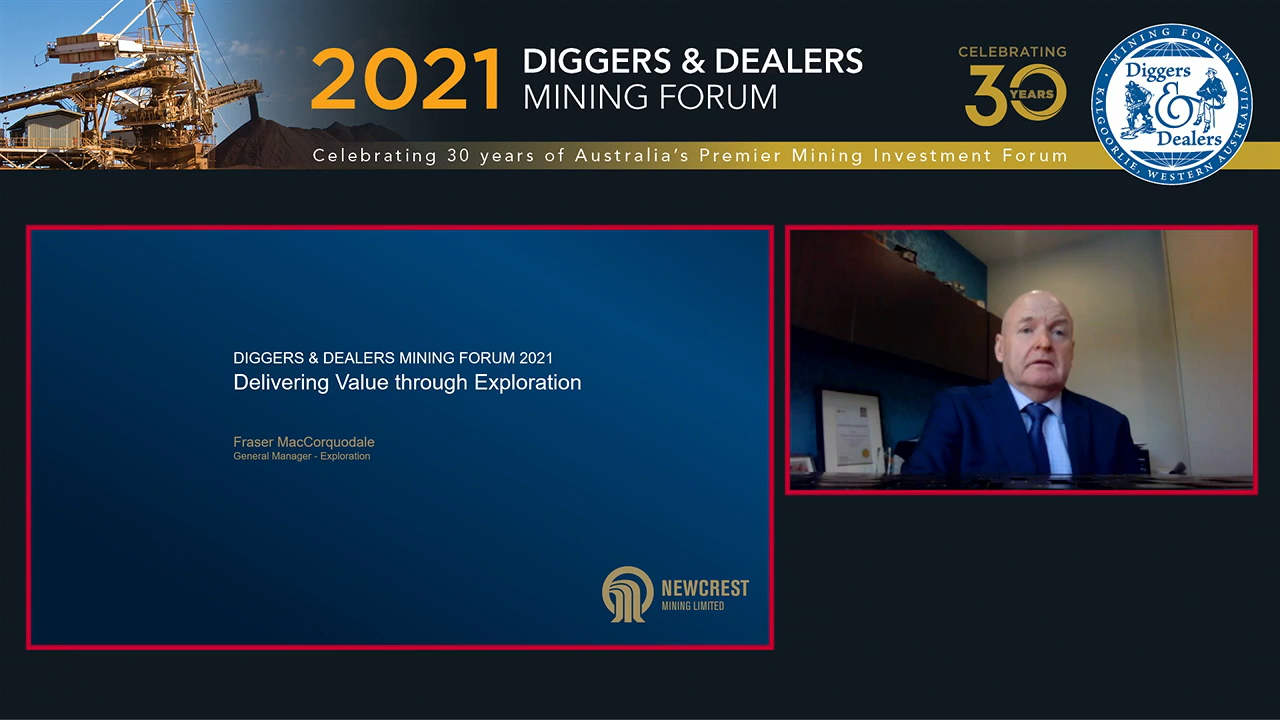 2021 DIGGERS & DEALERS
MINING FORUM
CELEBRATING
30 YEARS
Celebrating 30 years of Australia's Premier Mining Investment Forum
MINING FORUM
Diggers
&
Dealers
KALGOORLIE, WESTERN AUSTRALIA
DIGGERS & DEALERS MINING FORUM 2021
Delivering Value through Exploration
Fraser MacCorquodale
General Manager - Exploration
NEWCREST
MINING LIMITED